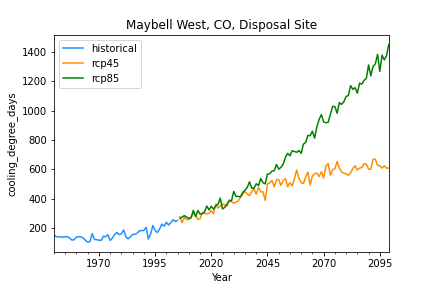 Maybell West, CO, Disposal Site
historical
rcp45
rcp85
cooling_degree_days
1400
1200
1000
800
600
400
200
1970 1995 2020 2045 2070 2095
Year